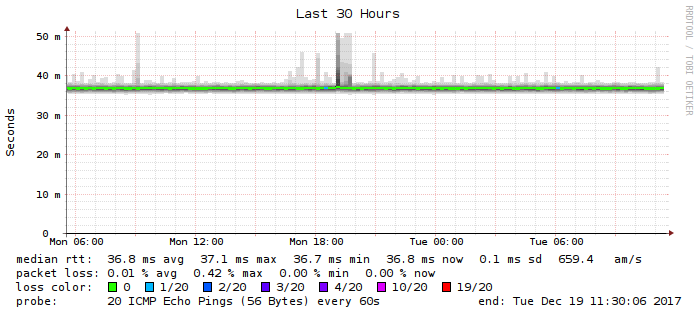 Last 30 Hours
RRDTOOL / TOBI OETIKER
Seconds
50 m
40 m
30 m
20 m
10 m
0
Mon 06:00 Mon 12:00 Mon 18:00 Tue 00:00 Tue 06:00
median rtt: 36.8 ms avg 37.1 ms max 36.7 ms min 36.8 ms now 0.1 ms sd 659.4 am/s
packet loss: 0.01 % avg 0.42 % max 0.00 % min 0.00 % now
loss color: 0 1/20 2/20 3/20 4/20 10/20 19/20
probe: 20 ICMP Echo Pings (56 Bytes) every 60s end: Tue Dec 19 11:30:06 2017